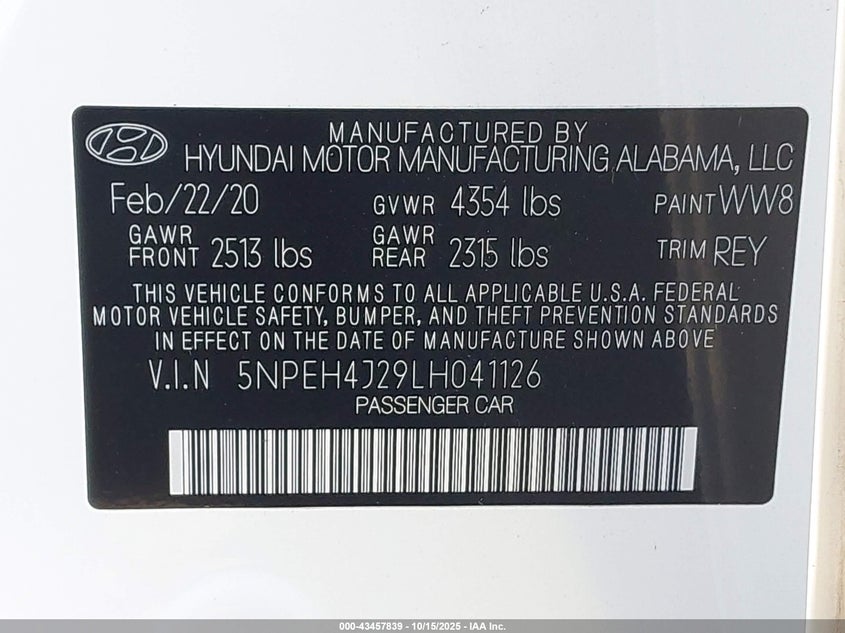 MANUFACTURED BY
HYUNDAI MOTOR MANUFACTURING ALABAMA, LLC
Feb/22/20 GVWR 4354 lbs PAINT WW8
GAWR FRONT 2513 lbs GAWR REAR 2315 lbs TRIM REY
THIS VEHICLE CONFORMS TO ALL APPLICABLE U.S.A. FEDERAL
MOTOR VEHICLE SAFETY, BUMPER, AND THEFT PREVENTION STANDARDS
IN EFFECT ON THE DATE OF MANUFACTURE SHOWN ABOVE
V.I.N 5NPEH4J29LH041126
PASSENGER CAR
000-43457839 - 10/15/2025 - IAA Inc.